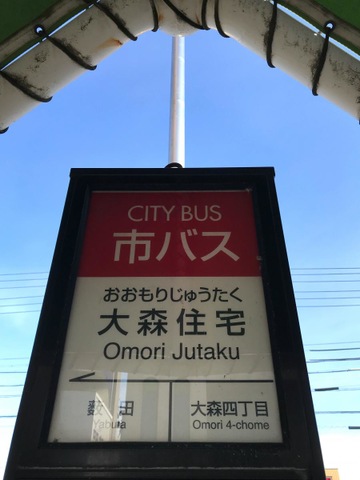 CITY BUS
市バス
おおもりじゅうたく
大森住宅
Omori Jutaku
薮田 大森四丁目
Yabuta Omori 4-chome